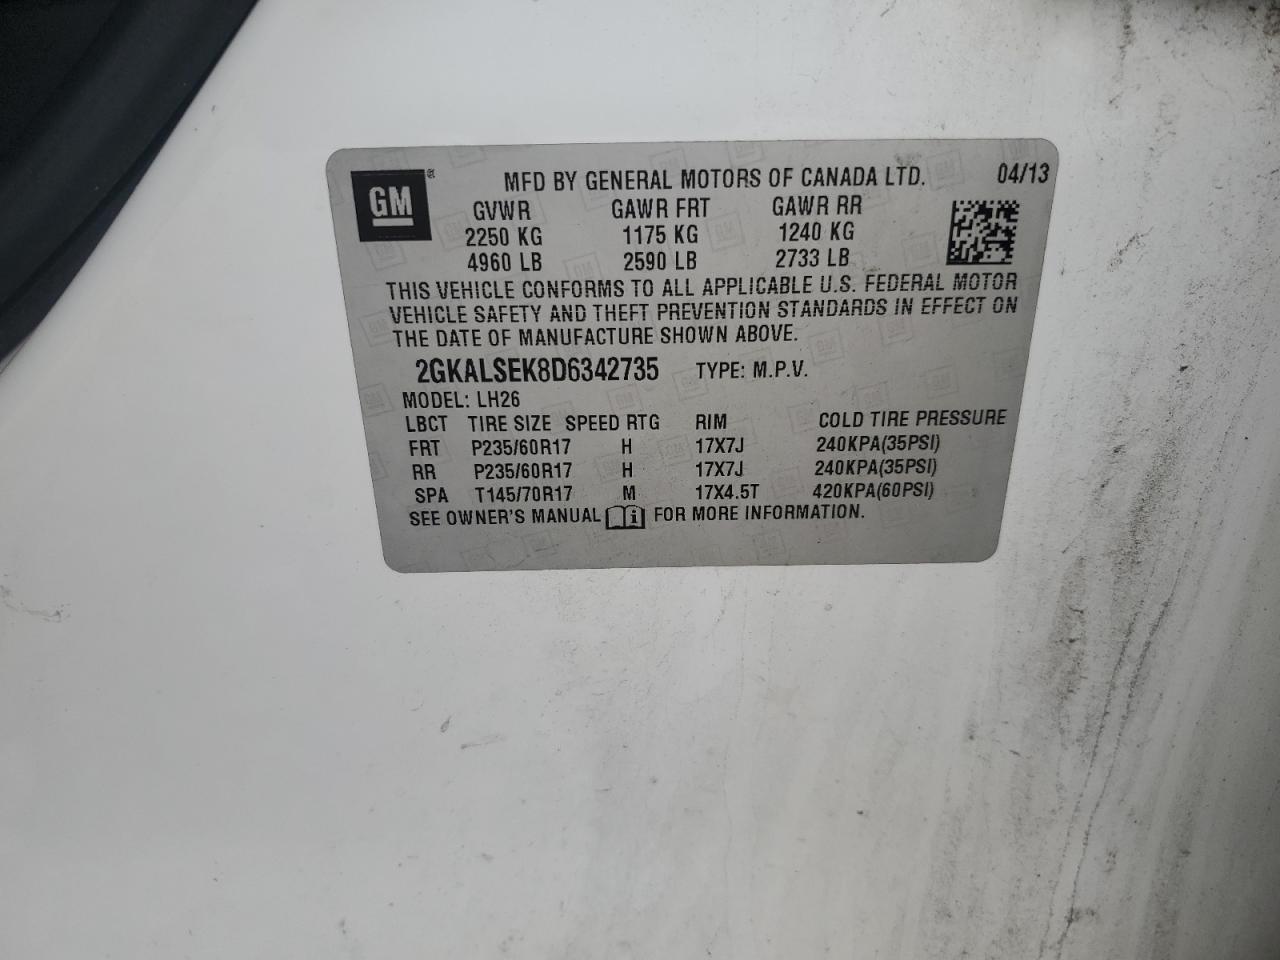 GM® MFD BY GENERAL MOTORS OF CANADA LTD. 04/13
GVWR GAWR FRT GAWR RR
2250 KG 1175 KG 1240 KG
4960 LB 2590 LB 2733 LB
THIS VEHICLE CONFORMS TO ALL APPLICABLE U.S. FEDERAL MOTOR
VEHICLE SAFETY AND THEFT PREVENTION STANDARDS IN EFFECT ON
THE DATE OF MANUFACTURE SHOWN ABOVE.
2GKALSEK8D6342735 TYPE: M.P.V.
MODEL: LH26
LBCT TIRE SIZE SPEED RTG RIM COLD TIRE PRESSURE
FRT P235/60R17 H 17X7J 240KPA(35PSI)
RR P235/60R17 H 17X7J 240KPA(35PSI)
SPA T145/70R17 M 17X4.5T 420KPA(60PSI)
SEE OWNER'S MANUAL i FOR MORE INFORMATION.